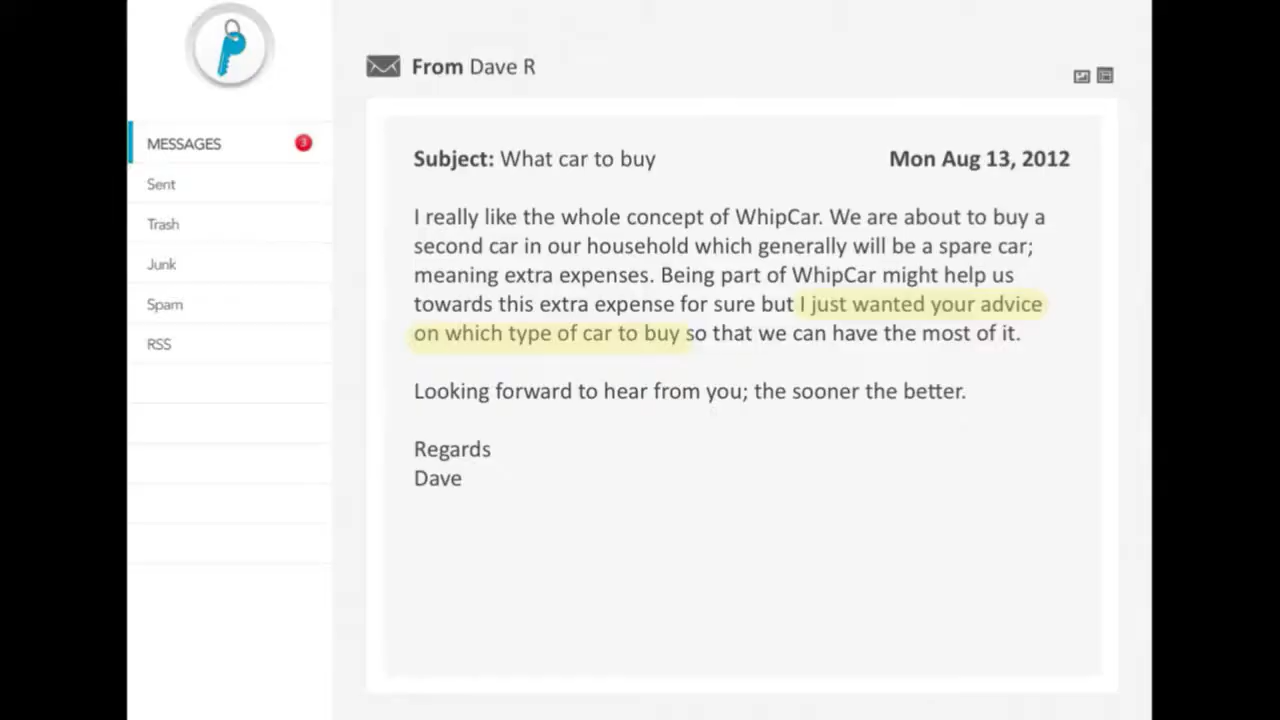 From Dave R
MESSAGES 3
Sent
Trash
Junk
Spam
RSS
Subject: What car to buy Mon Aug 13, 2012
I really like the whole concept of WhipCar. We are about to buy a
second car in our household which generally will be a spare car;
meaning extra expenses. Being part of WhipCar might help us
towards this extra expense for sure but I just wanted your advice
on which type of car to buy so that we can have the most of it.
Looking forward to hear from you; the sooner the better.
Regards
Dave